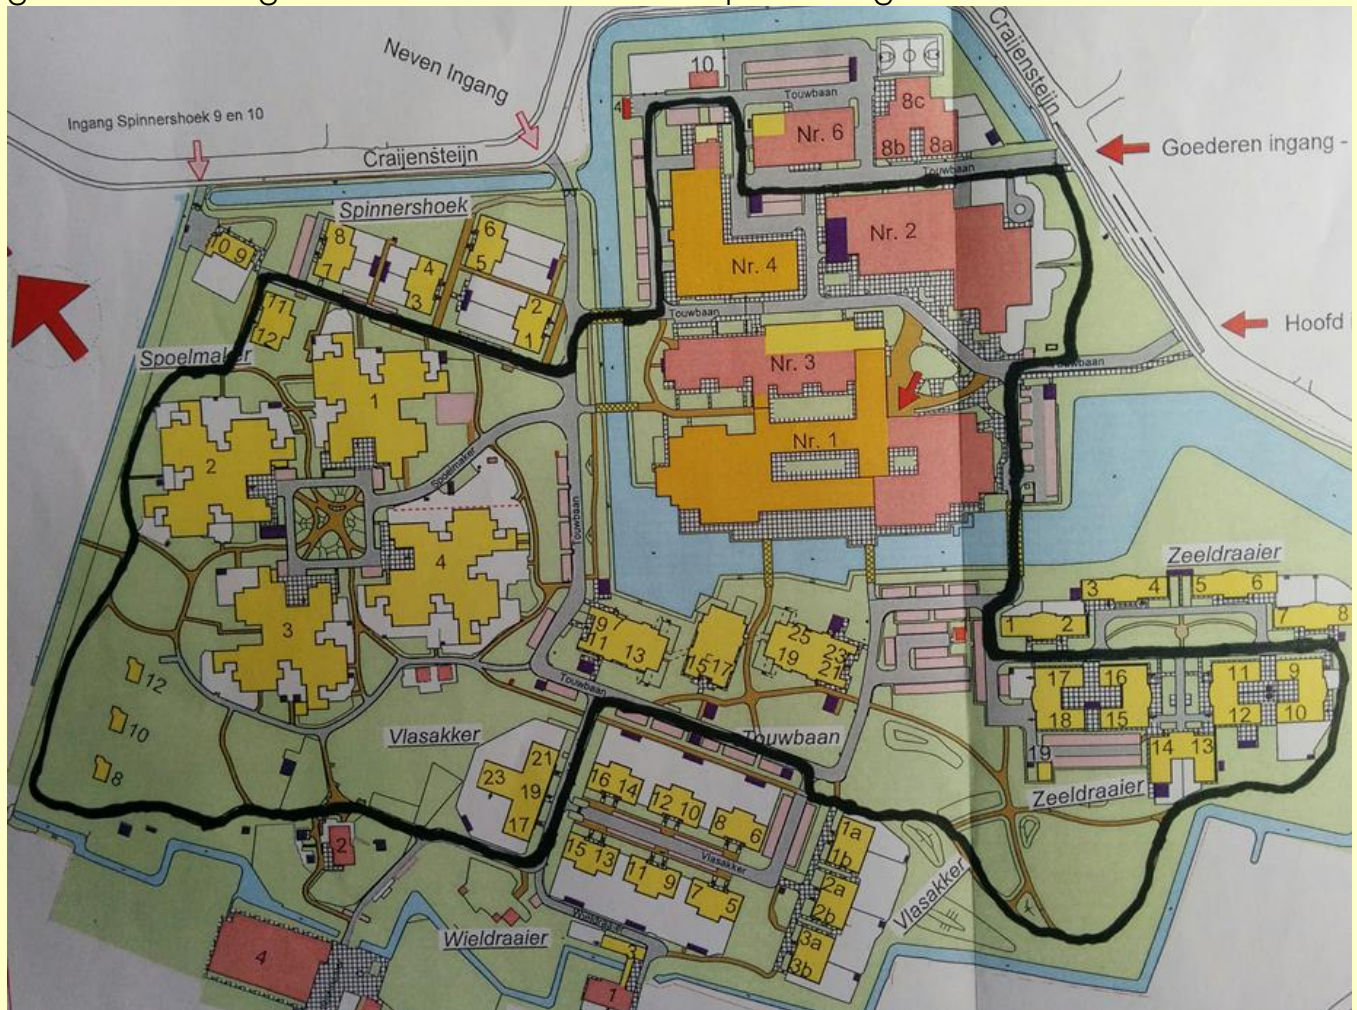 Neven Ingang
Craijensteijn
Ingang Spinnershoek 9 en 10
Craijensteijn
Goederen ingang -
Hoofd
10
Touwbaan
4
Nr. 6
8c
8b
8a
Touwbaan
Spinnershoek
10
9
8
7
6
5
4
3
2
1
Nr. 2
Nr. 4
Touwbaan
11
12
Spoelmaker
Nr. 3
Touwbaan
1
2
Nr. 1
Spoelmaker
Touwbaan
4
3
Zeeldraaier
3
4
5
6
1
2
7
8
19
7
11
13
15
17
25
23
19
21
Touwbaan
12
10
8
17
16
18
15
11
9
12
10
19
14
13
Zeeldraaier
Vlasakker
Touwbaan
21
23
19
17
16
14
12
10
8
6
Vlasakker
15
13
11
9
7
5
1a
1b
2a
2b
3a
3b
Vlasakker
2
Wieldraaier
Wieldraaier
4
3
1